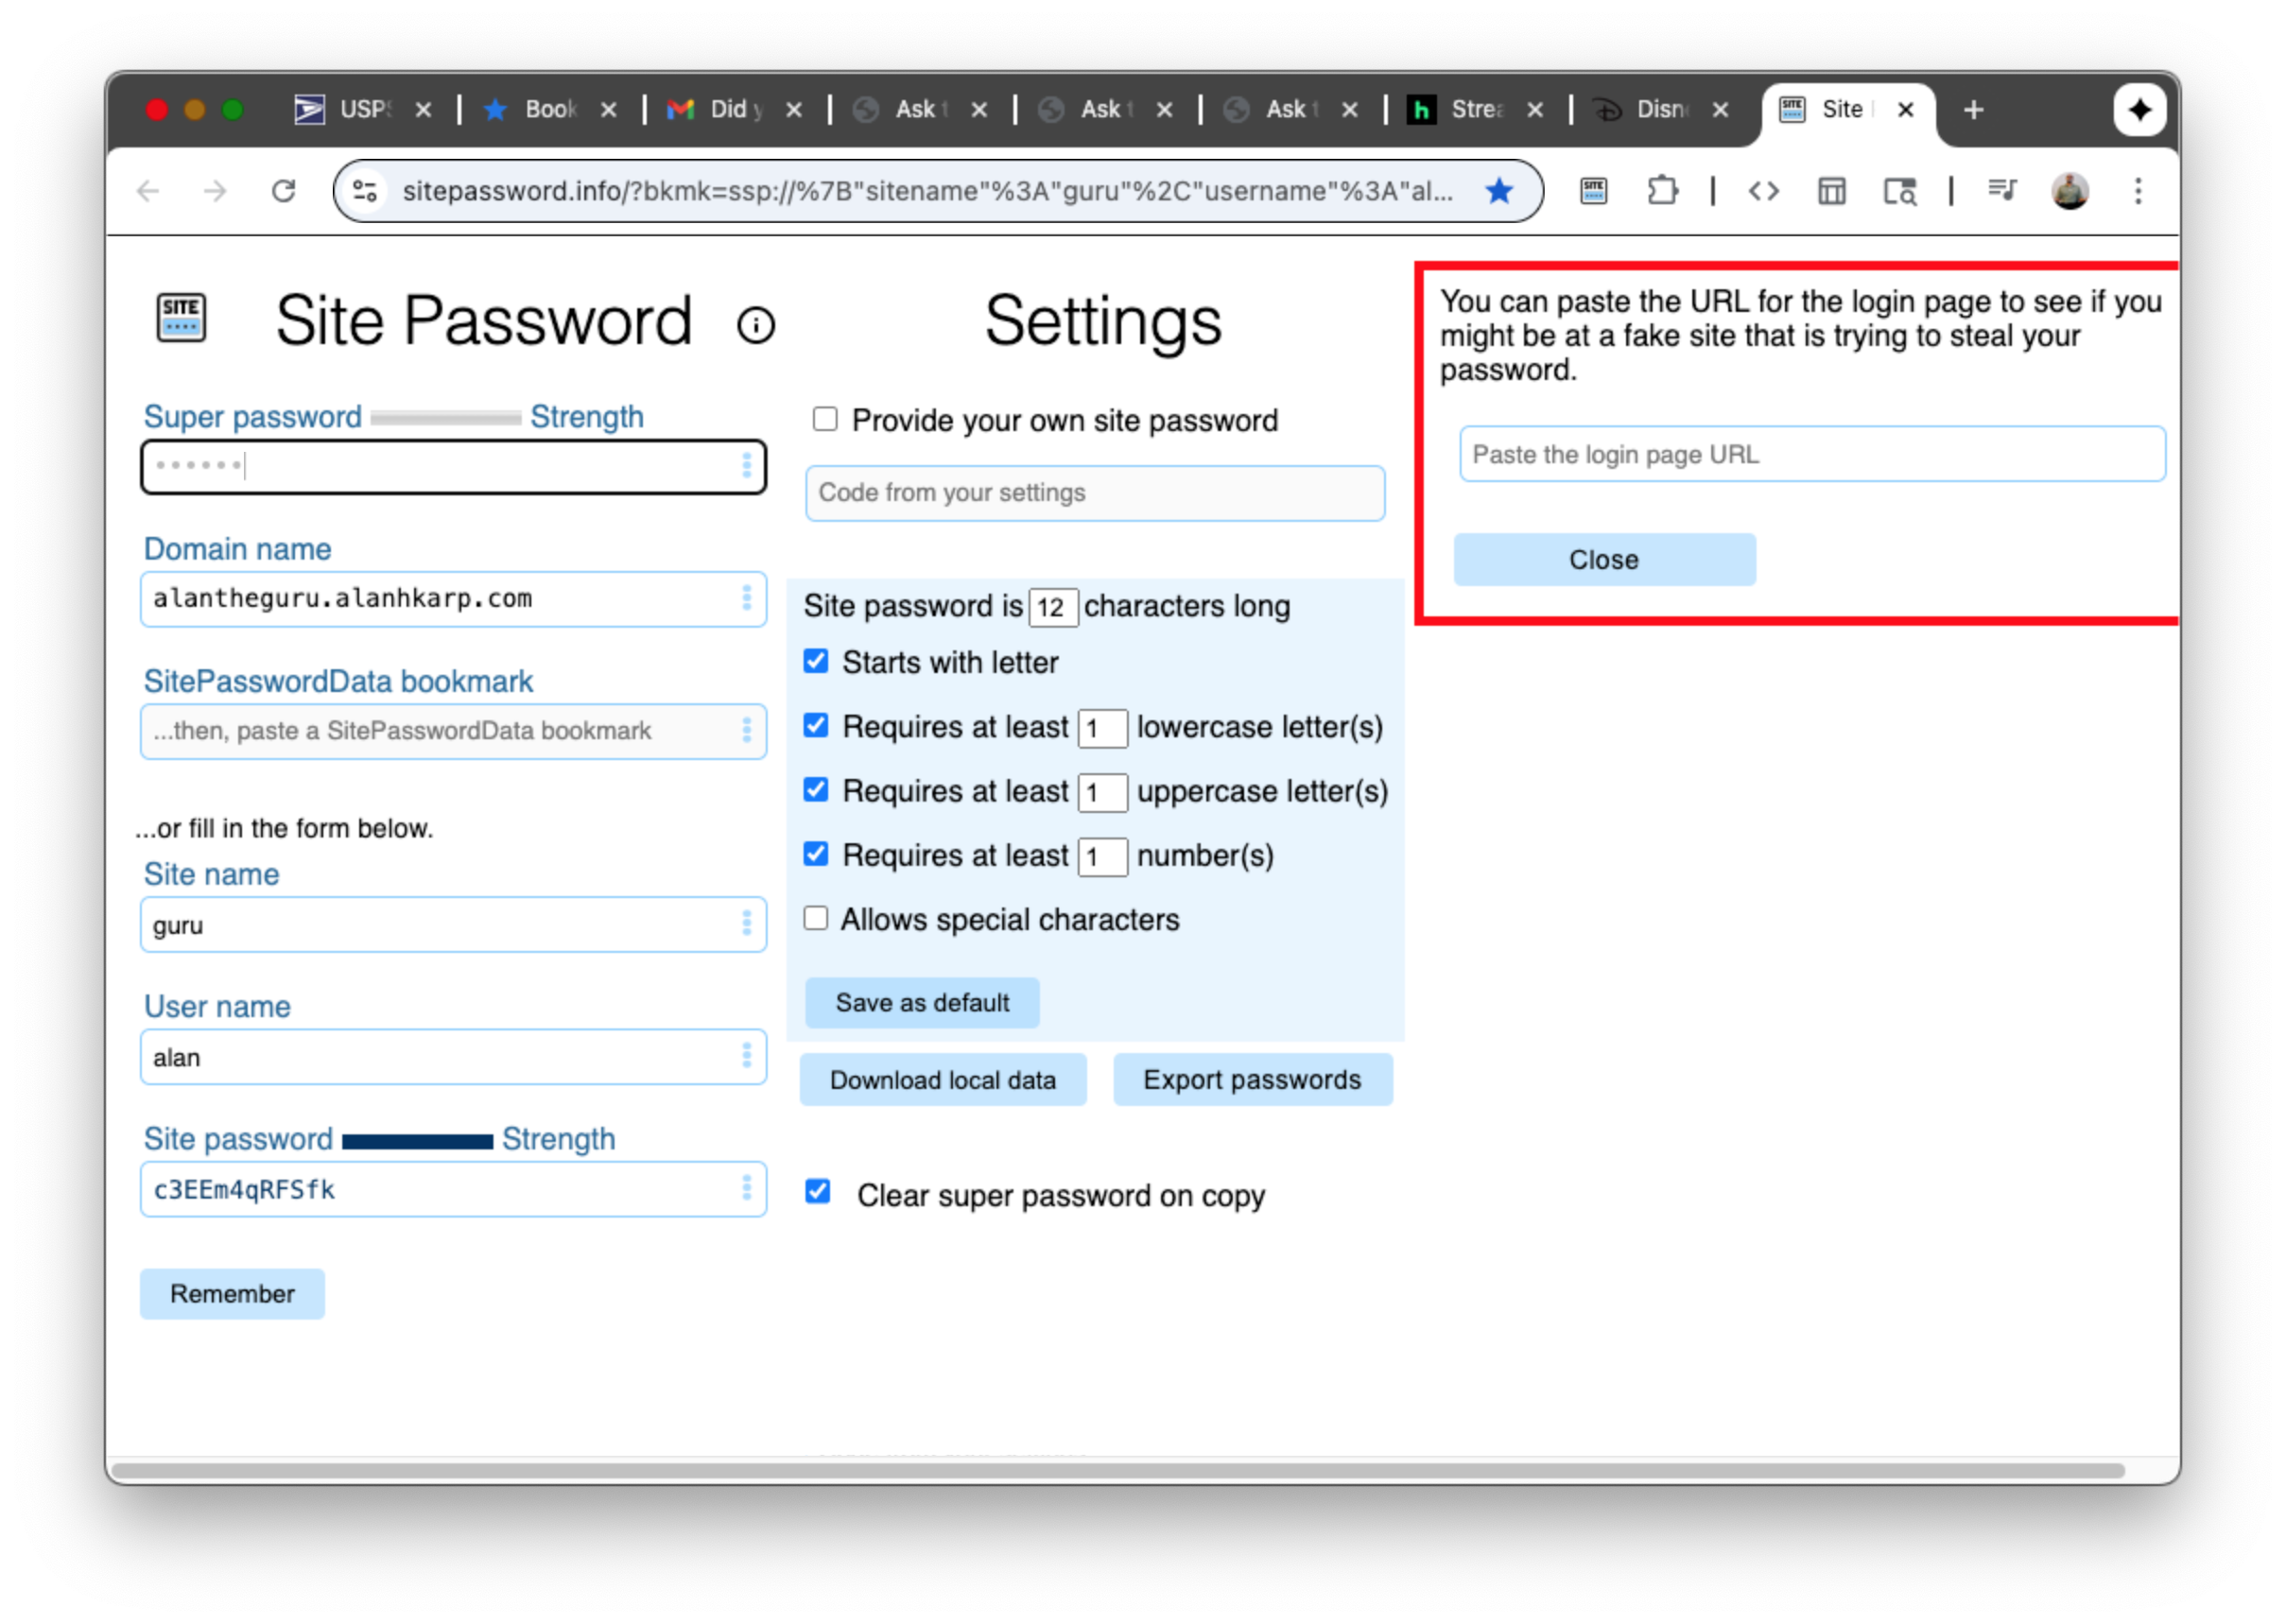 USPS
Book
Did y
Ask t
Ask t
Ask t
h Strea
Disn
SITE
Site
sitepassword.info/?bkmk=ssp://%7B"sitename"%3A"guru"%2C"username"%3A"al...
SITE
SITE
Site Password
Super password Strength
Domain name
alantheguru.alanhkarp.com
SitePasswordData bookmark
...then, paste a SitePasswordData bookmark
...or fill in the form below.
Site name
guru
User name
alan
Site password Strength
c3EEm4qRFSfk
Remember
Settings
Provide your own site password
Code from your settings
Site password is 12 characters long
Starts with letter
Requires at least 1 lowercase letter(s)
Requires at least 1 uppercase letter(s)
Requires at least 1 number(s)
Allows special characters
Save as default
Download local data
Export passwords
Clear super password on copy
You can paste the URL for the login page to see if you
might be at a fake site that is trying to steal your
password.
Paste the login page URL
Close